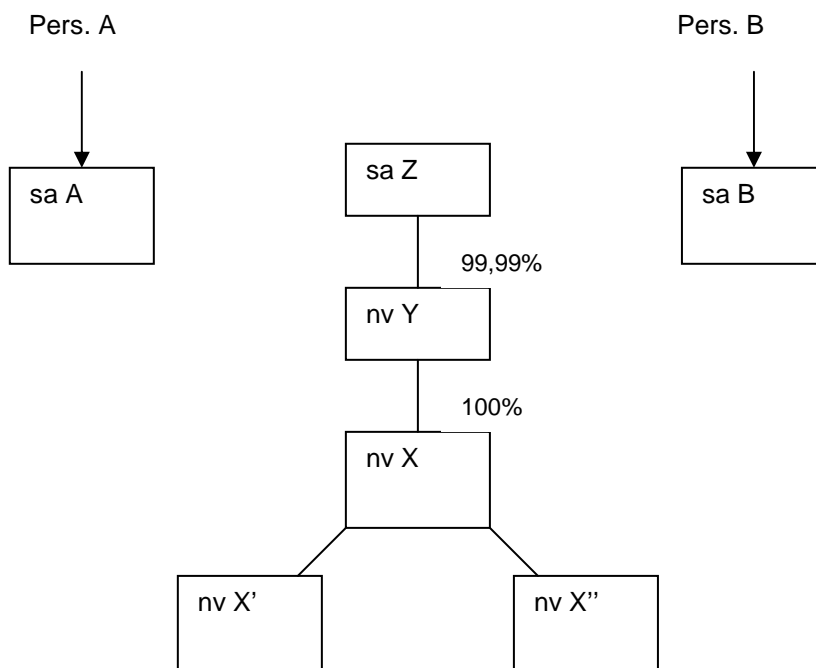 Pers. A
Pers. B
sa A
sa Z
sa B
99,99%
nv Y
100%
nv X
nv X'
nv X''